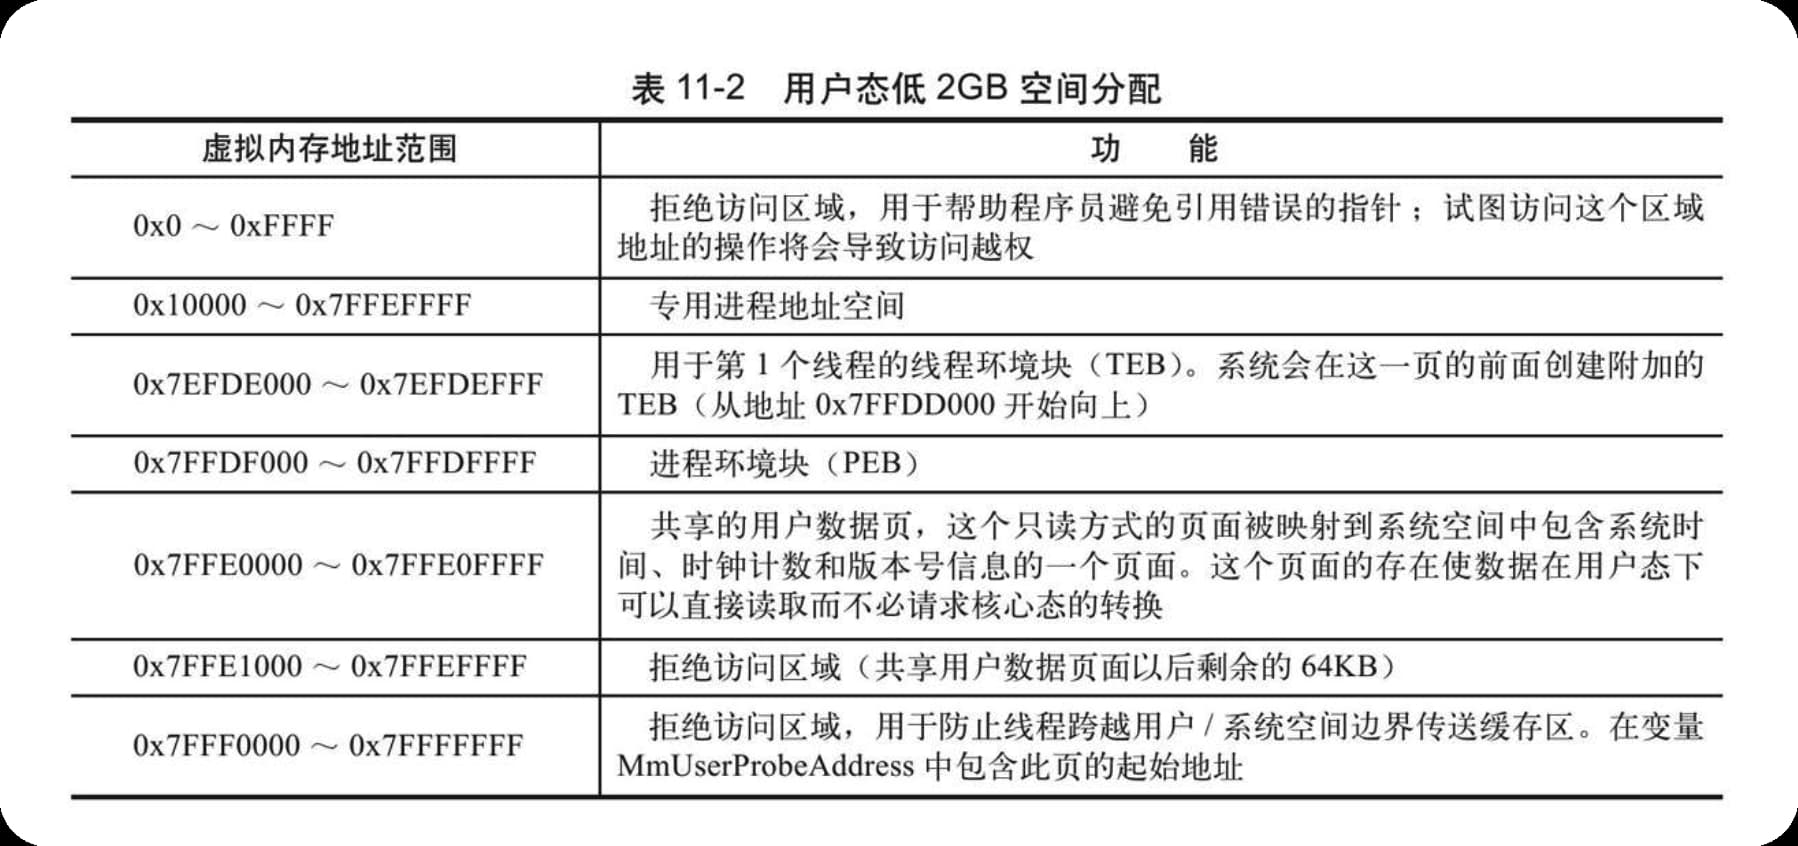 表 11-2 用户态低 2GB 空间分配
虚拟内存地址范围 功 能
0x0 ～ 0xFFFF
拒绝访问区域，用于帮助程序员避免引用错误的指针；试图访问这个区域
地址的操作将会导致访问越权
0x10000 ～ 0x7FFEFFFF
专用进程地址空间
0x7EFDE000 ～ 0x7EFDEFFF
用于第 1 个线程的线程环境块（TEB）。系统会在这一页的前面创建附加的
TEB（从地址 0x7FFDD000 开始向上）
0x7FFDF000 ～ 0x7FFDFFFF
进程环境块（PEB）
0x7FFE0000 ～ 0x7FFE0FFFF
共享的用户数据页，这个只读方式的页面被映射到系统空间中包含系统时
间、时钟计数和版本号信息的一个页面。这个页面的存在使数据在用户态下
可以直接读取而不必请求核心态的转换
0x7FFE1000 ～ 0x7FFEFFFF
拒绝访问区域（共享用户数据页面以后剩余的 64KB）
0x7FFF0000 ～ 0x7FFFFFFF
拒绝访问区域，用于防止线程跨越用户 / 系统空间边界传送缓存区。在变量
MmUserProbeAddress 中包含此页的起始地址